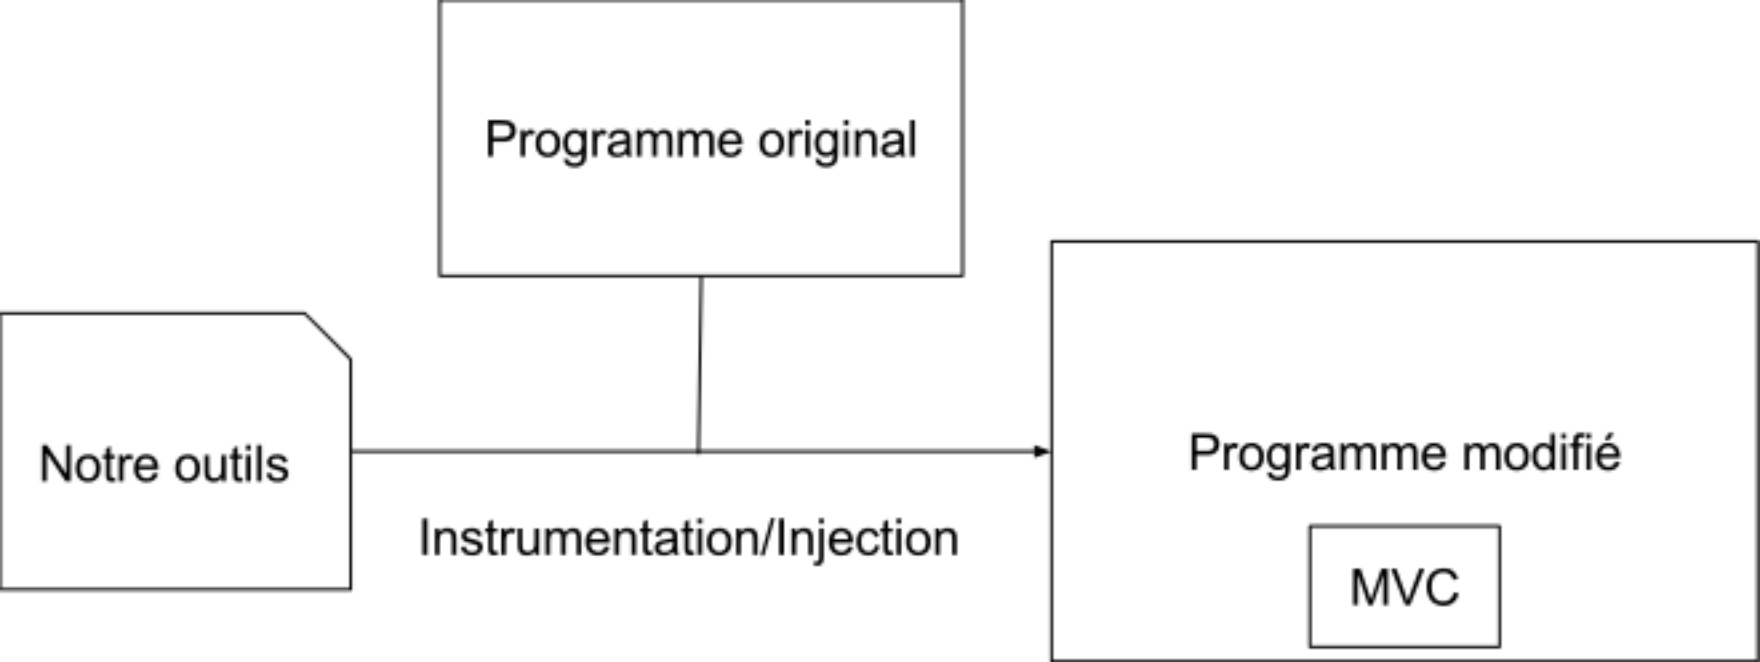 Programme original
Notre outils
Programme modifié
Instrumentation/Injection
MVC